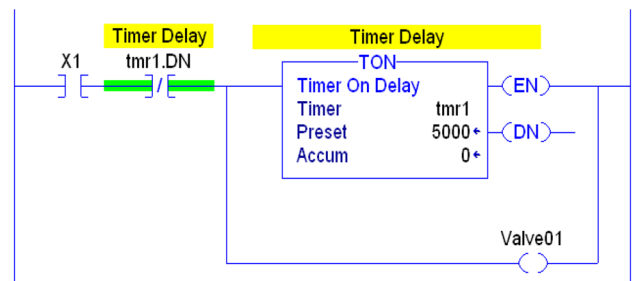 Timer Delay
Timer Delay
X1
tmr1.DN
TON
Timer On Delay
EN
Timer
tmr1
Preset
5000
DN
Accum
0
Valve01